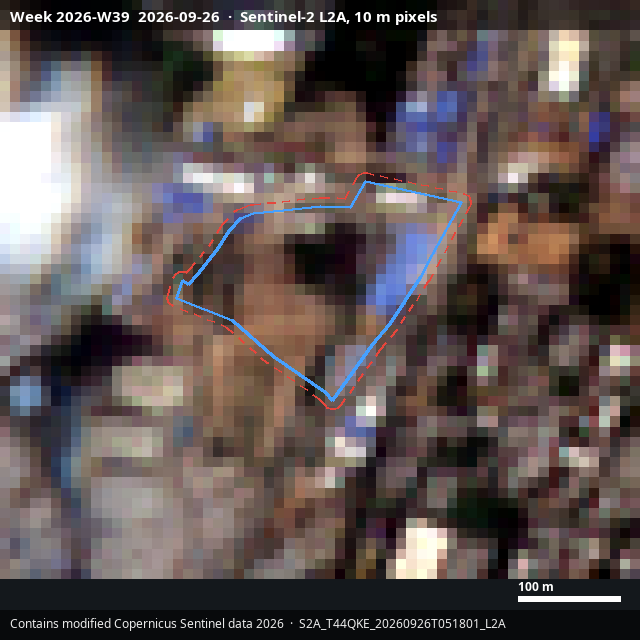 Week 2026-W39  2026-09-26  ·  Sentinel-2 L2A, 10 m pixels
100 m
Contains modified Copernicus Sentinel data 2026  ·  S2A_T44QKE_20260926T051801_L2A